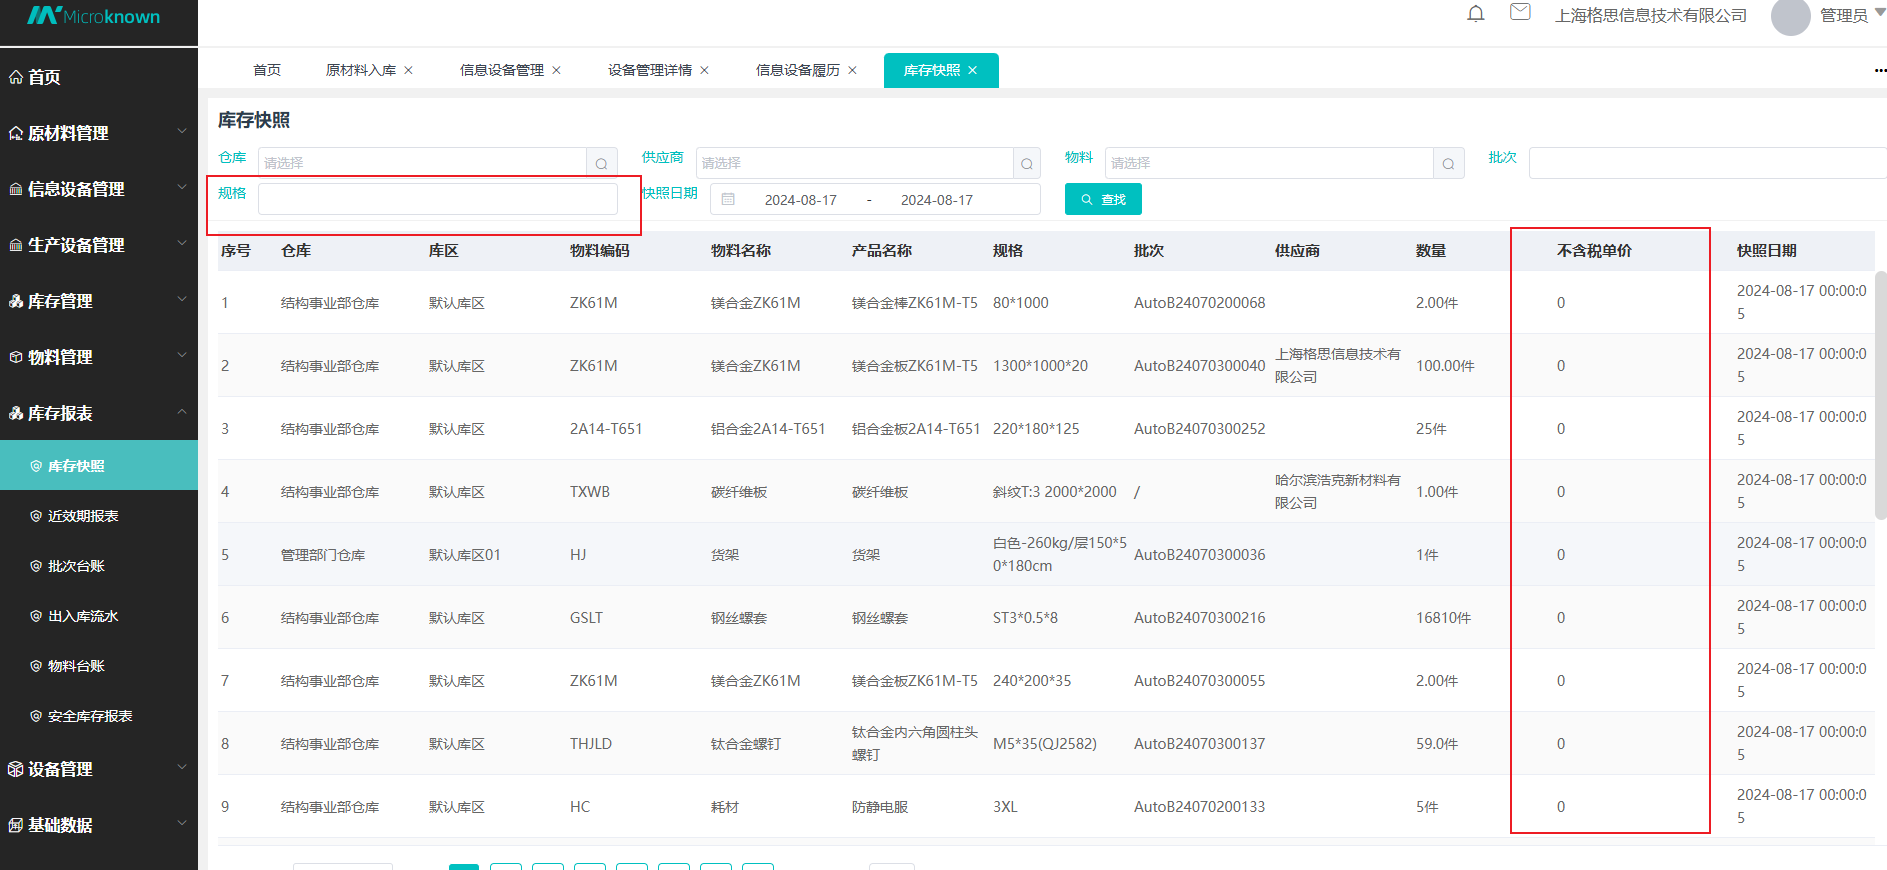 Microknown
上海格思信息技术有限公司
管理员
首页
原材料入库
信息设备管理
设备管理详情
信息设备履历
库存快照
首页
原材料管理
信息设备管理
生产设备管理
库存管理
物料管理
库存报表
库存快照
近效期报表
批次台账
出入库流水
物料台账
安全库存报表
设备管理
基础数据
库存快照
仓库 请选择 供应商 请选择 物料 请选择 批次
规格 快照日期 2024-08-17 - 2024-08-17 查找
序号 仓库 库区 物料编码 物料名称 产品名称 规格 批次 供应商 数量 不含税单价 快照日期
1 结构事业部仓库 默认库区 ZK61M 镁合金ZK61M 镁合金棒ZK61M-T5 80*1000 AutoB24070200068 2.00件 0 2024-08-17 00:00:0
5
2 结构事业部仓库 默认库区 ZK61M 镁合金ZK61M 镁合金板ZK61M-T5 1300*1000*20 AutoB24070300040 上海格思信息技术有
限公司 100.00件 0 2024-08-17 00:00:0
5
3 结构事业部仓库 默认库区 2A14-T651 铝合金2A14-T651 铝合金板2A14-T651 220*180*125 AutoB24070300252 25件 0 2024-08-17 00:00:0
5
4 结构事业部仓库 默认库区 TXWB 碳纤维板 碳纤维板 斜纹T:3 2000*2000 / 哈尔滨浩克新材料有
限公司 1.00件 0 2024-08-17 00:00:0
5
5 管理部门仓库 默认库区01 HJ 货架 货架 白色-260kg/层150*5
0*180cm AutoB24070300036 1件 0 2024-08-17 00:00:0
5
6 结构事业部仓库 默认库区 GSLT 钢丝螺套 钢丝螺套 ST3*0.5*8 AutoB24070300216 16810件 0 2024-08-17 00:00:0
5
7 结构事业部仓库 默认库区 ZK61M 镁合金ZK61M 镁合金板ZK61M-T5 240*200*35 AutoB24070300055 2.00件 0 2024-08-17 00:00:0
5
8 结构事业部仓库 默认库区 THJLD 钛合金螺钉 钛合金内六角圆柱头
螺钉 M5*35(QJ2582) AutoB24070300137 59.0件 0 2024-08-17 00:00:0
5
9 结构事业部仓库 默认库区 HC 耗材 防静电服 3XL AutoB24070200133 5件 0 2024-08-17 00:00:0
5